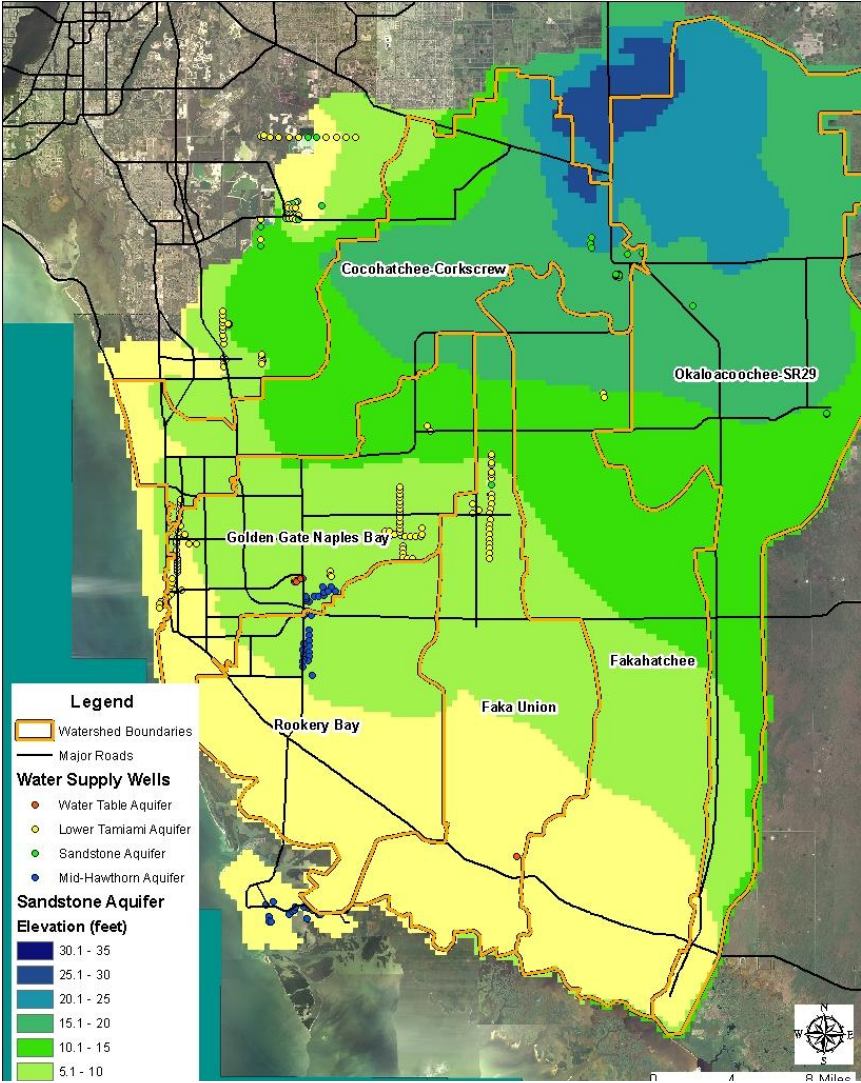 Cocohatchee-Corkscrew
Okaloacoochee-SR29
Golden Gate Naples Bay
Fakahatchee
Faka Union
Rookery Bay
Legend
Watershed Boundaries
Major Roads
Water Supply Wells
Water Table Aquifer
Lower Tamiami Aquifer
Sandstone Aquifer
Mid-Hawthorn Aquifer
Sandstone Aquifer
Elevation (feet)
30.1 - 35
25.1 - 30
20.1 - 25
15.1 - 20
10.1 - 15
5.1 - 10
N
W E
S
0 4 8 Miles